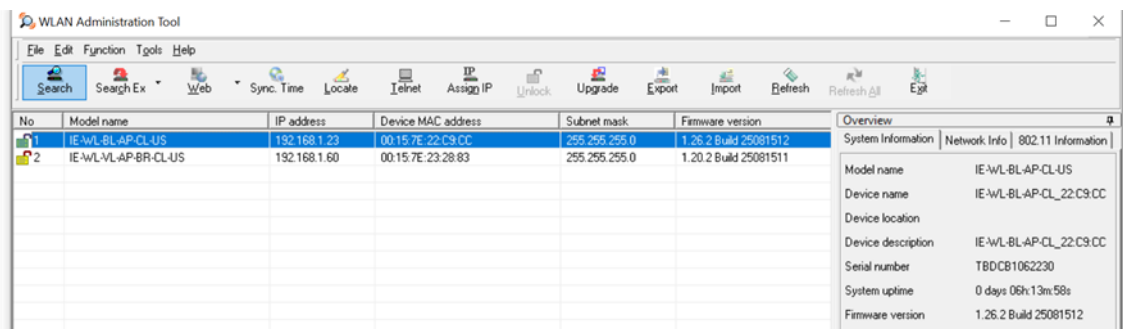 WLAN Administration Tool
File Edit Function Tools Help
Search Search Ex Web Sync. Time Locate Telnet Assign IP Unlock Upgrade Export Import Refresh Refresh All Exit
No Model name IP address Device MAC address Subnet mask Firmware version
1 IE-WL-BL-AP-CL-US 192.168.1.23 00:15:7E:22:C9:CC 255.255.255.0 1.26.2 Build 25081512
2 IE-WL-VL-AP-BR-CL-US 192.168.1.60 00:15:7E:23:28:83 255.255.255.0 1.20.2 Build 25081511
Overview
System Information Network Info 802.11 Information
Model name IE-WL-BL-AP-CL-US
Device name IE-WL-BL-AP-CL_22:C9:CC
Device location
Device description IE-WL-BL-AP-CL_22:C9:CC
Serial number TBDCB1062230
System uptime 0 days 06h:13m:58s
Firmware version 1.26.2 Build 25081512